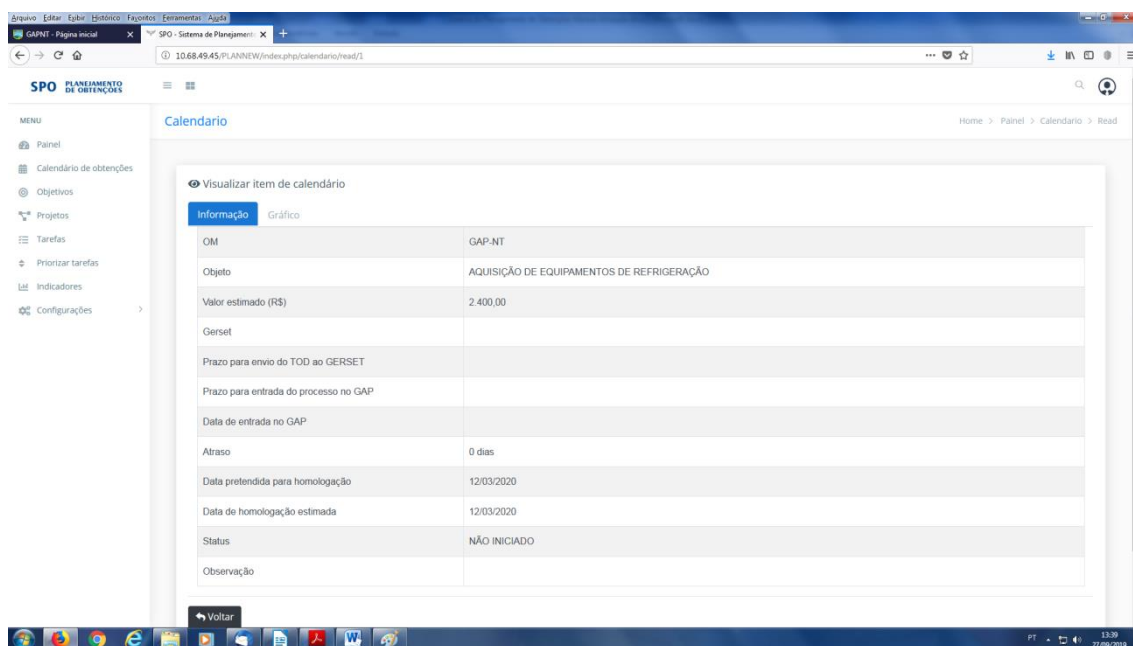 Arquivo Editar Exibir Histórico Favoritos Ferramentas Ajuda
GAPNT - Página inicial
SPO - Sistema de Planejament
10.68.49.45/PLANNEW/index.php/calendario/read/1
SPO PLANEJAMENTO DE OBTENÇÕES
MENU
Calendario
Home > Painel > Calendario > Read
Painel
Calendário de obtenções
Objetivos
Projetos
Tarefas
Priorizar tarefas
Indicadores
Configurações
Visualizar item de calendário
Informação Gráfico
OM GAP-NT
Objeto AQUISIÇÃO DE EQUIPAMENTOS DE REFRIGERAÇÃO
Valor estimado (R$) 2.400,00
Gerset
Prazo para envio do TOD ao GERSET
Prazo para entrada do processo no GAP
Data de entrada no GAP
Atraso 0 dias
Data pretendida para homologação 12/03/2020
Data de homologação estimada 12/03/2020
Status NÃO INICIADO
Observação
Voltar
PT 13:39
27/09/2019